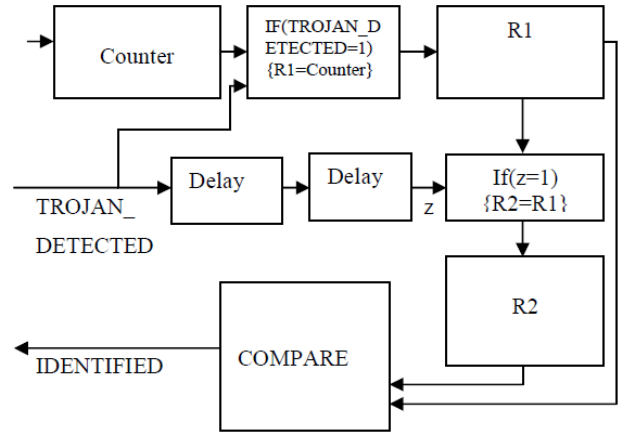 Counter
IF(TROJAN_D
ETECTED=1)
{R1=Counter}
R1
TROJAN_
DETECTED
Delay
Delay
z
If(z=1)
{R2=R1}
R2
COMPARE
IDENTIFIED